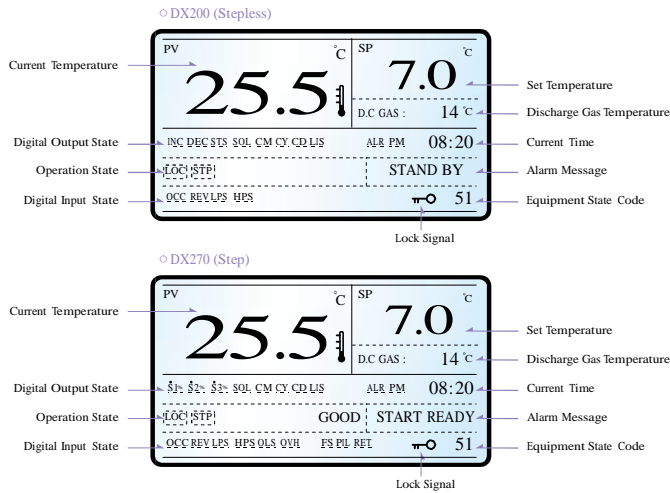 ○ DX200 (Stepless)
PV °C SP °C
Current Temperature 25.5 7.0 Set Temperature
D.C GAS : 14 °C Discharge Gas Temperature
Digital Output State INC DEC STS SOL CM CY CD LIS ALR PM 08:20 Current Time
Operation State LOC STP STAND BY Alarm Message
Digital Input State OCC REV LPS HPS 51 Equipment State Code
Lock Signal
○ DX270 (Step)
PV °C SP °C
Current Temperature 25.5 7.0 Set Temperature
D.C GAS : 14 °C Discharge Gas Temperature
Digital Output State S1% S2% S3% SOL CM CY CD LIS ALR PM 08:20 Current Time
Operation State LOC STP GOOD START READY Alarm Message
Digital Input State OCC REV LPS HPS OLS OVH FS PIL RET 51 Equipment State Code
Lock Signal